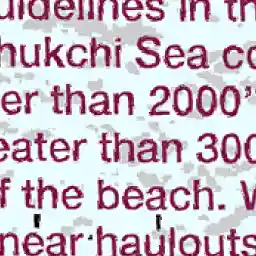 uidelines in th
hukchi Sea co
er than 2000'
eater than 300
f the beach. W
near haulouts